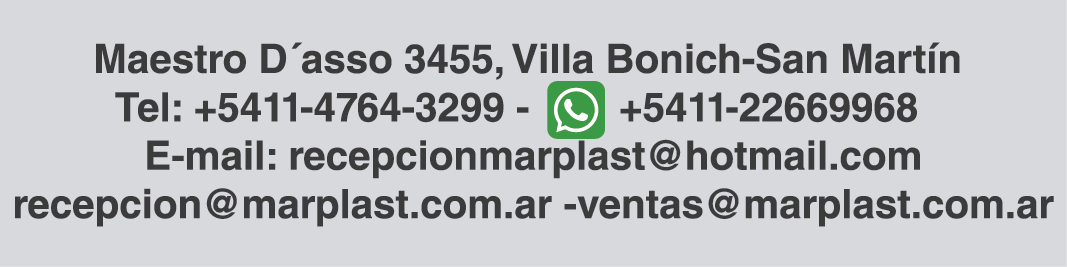 Maestro D´asso 3455, Villa Bonich-San Martín
Tel: +5411-4764-3299 - +5411-22669968
E-mail: recepcionmarplast@hotmail.com
recepcion@marplast.com.ar -ventas@marplast.com.ar